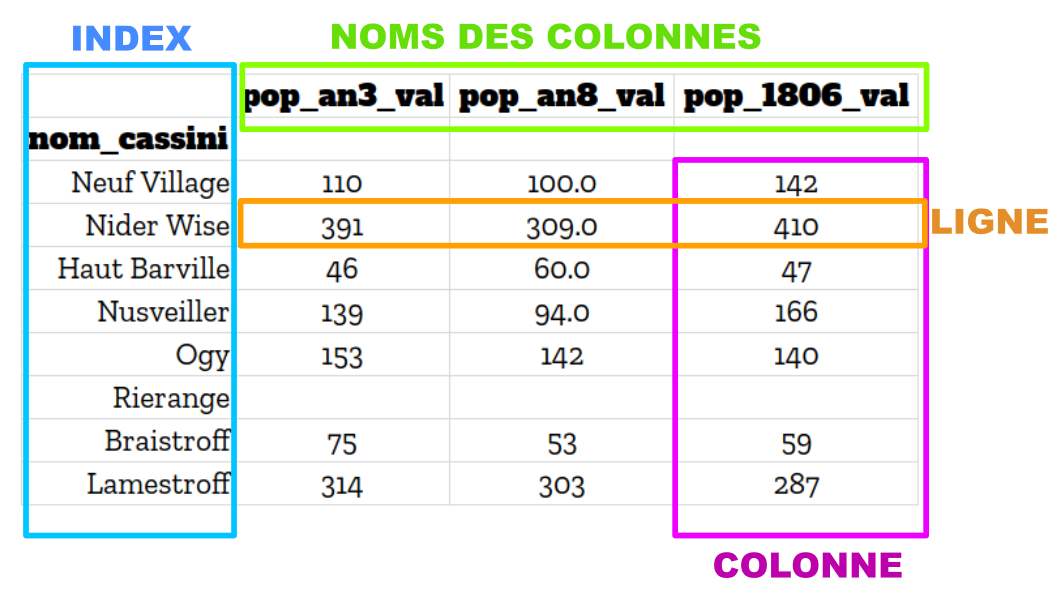 INDEX NOMS DES COLONNES
pop_an3_val pop_an8_val pop_1806_val
nom_cassini
Neuf Village 110 100.0 142
Nider Wise 391 309.0 410 LIGNE
Haut Barville 46 60.0 47
Nusveiller 139 94.0 166
Ogy 153 142 140
Rierange
Braistroff 75 53 59
Lamestroff 314 303 287
COLONNE